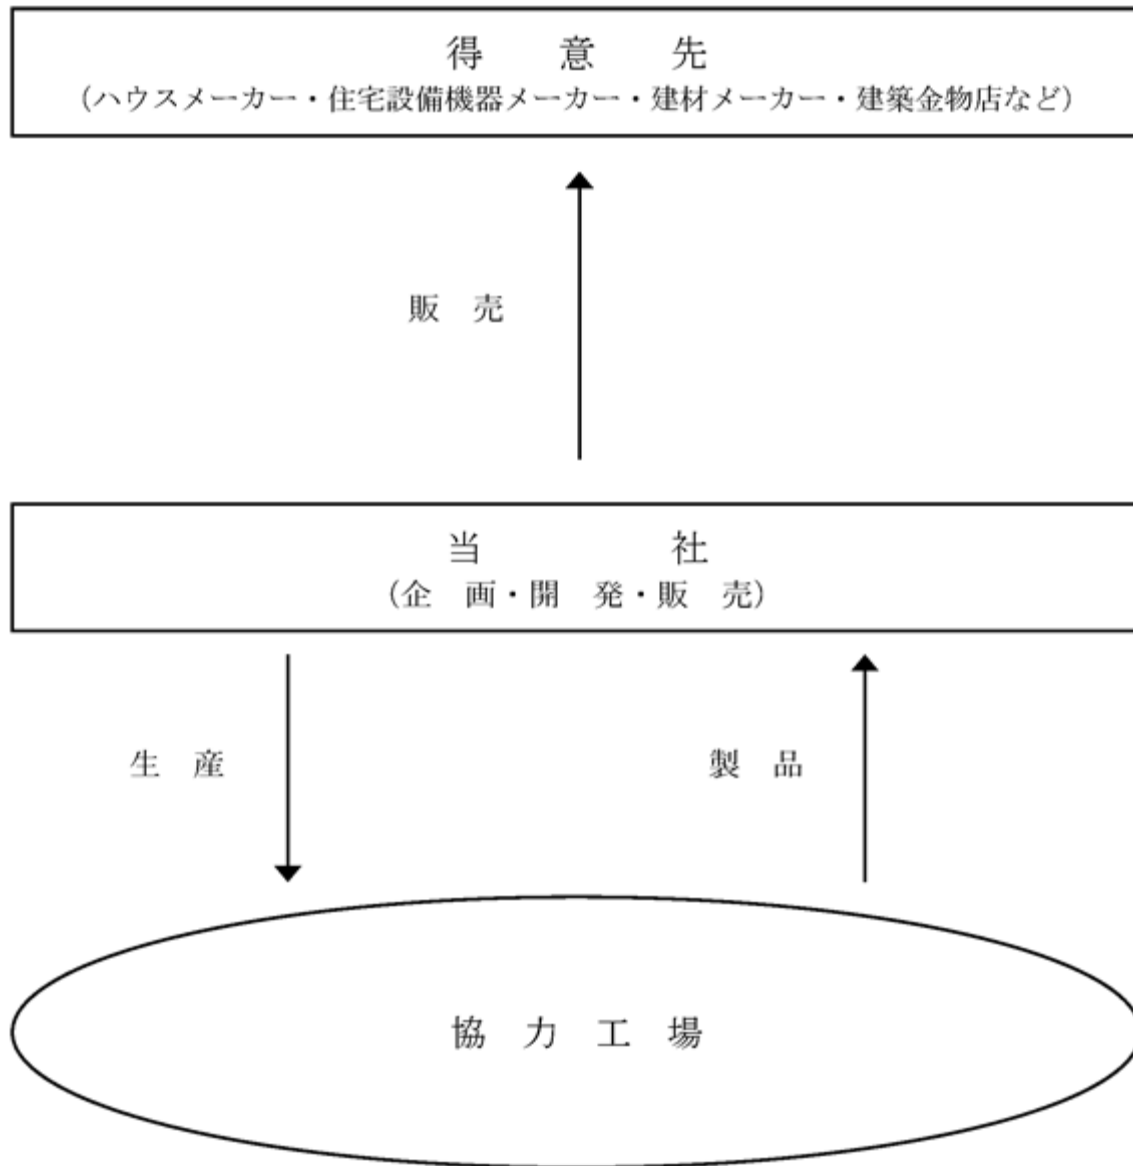 得　意　先
（ハウスメーカー・住宅設備機器メーカー・建材メーカー・建築金物店など）
販　売
当　　社
（企　画・開　発・販　売）
生　産
製　品
協　力　工　場